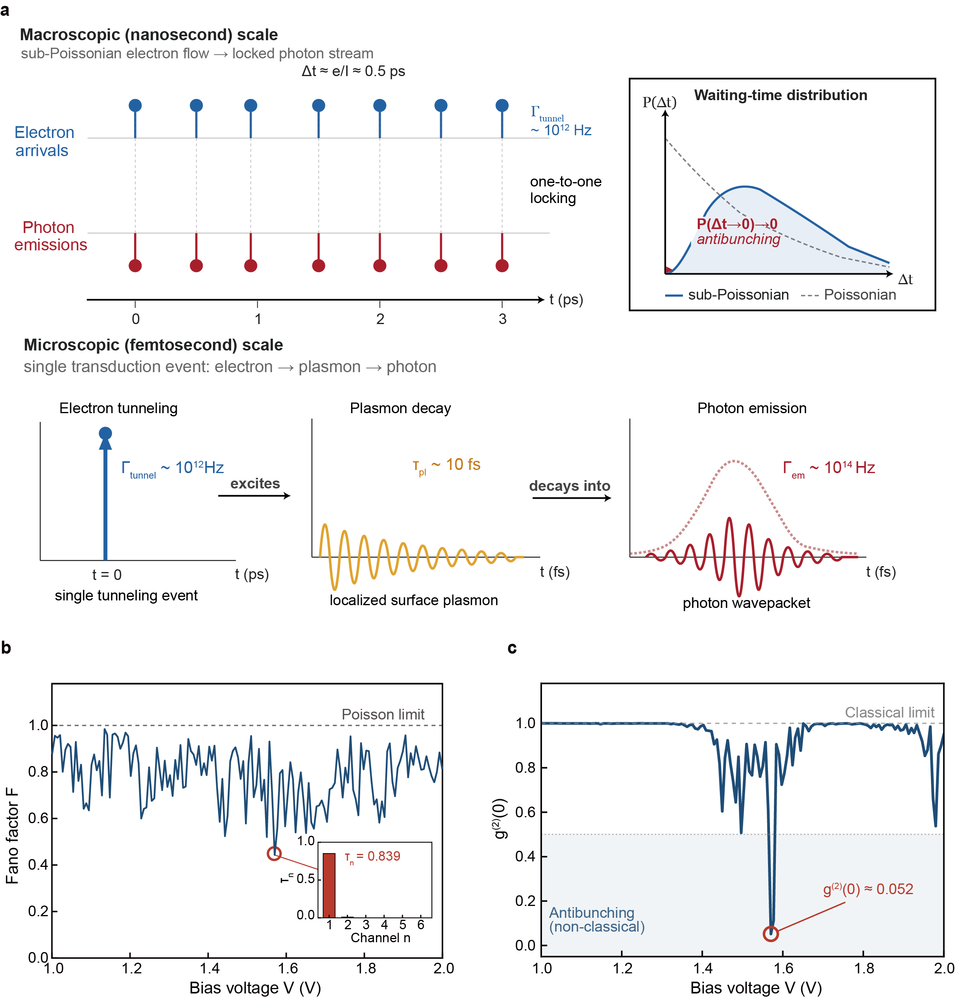 a
Macroscopic (nanosecond) scale
sub-Poissonian electron flow → locked photon stream
Δt ≈ e/I ≈ 0.5 ps
Electron
arrivals
Γtunnel
~ 10¹² Hz
one-to-one
locking
Photon
emissions
t (ps)
0 1 2 3
Waiting-time distribution
P(Δt)
P(Δt→0)→0
antibunching
Δt
sub-Poissonian
Poissonian
Microscopic (femtosecond) scale
single transduction event: electron → plasmon → photon
Electron tunneling
Γtunnel ~ 10¹²Hz
t = 0
t (ps)
single tunneling event
excites
Plasmon decay
τpl ~ 10 fs
t (fs)
localized surface plasmon
decays into
Photon emission
Γem ~ 10¹⁴ Hz
t (fs)
photon wavepacket
b
Poisson limit
1.0
0.8
0.6
0.4
0.2
0.0
Fano factor F
1.0 1.2 1.4 1.6 1.8 2.0
Bias voltage V (V)
τn = 0.839
1.0
0.5
0.0
τn
1 2 3 4 5 6
Channel n
c
Classical limit
1.0
0.8
0.6
0.4
0.2
0.0
g⁽²⁾(0)
g⁽²⁾(0) ≈ 0.052
Antibunching
(non-classical)
1.0 1.2 1.4 1.6 1.8 2.0
Bias voltage V (V)